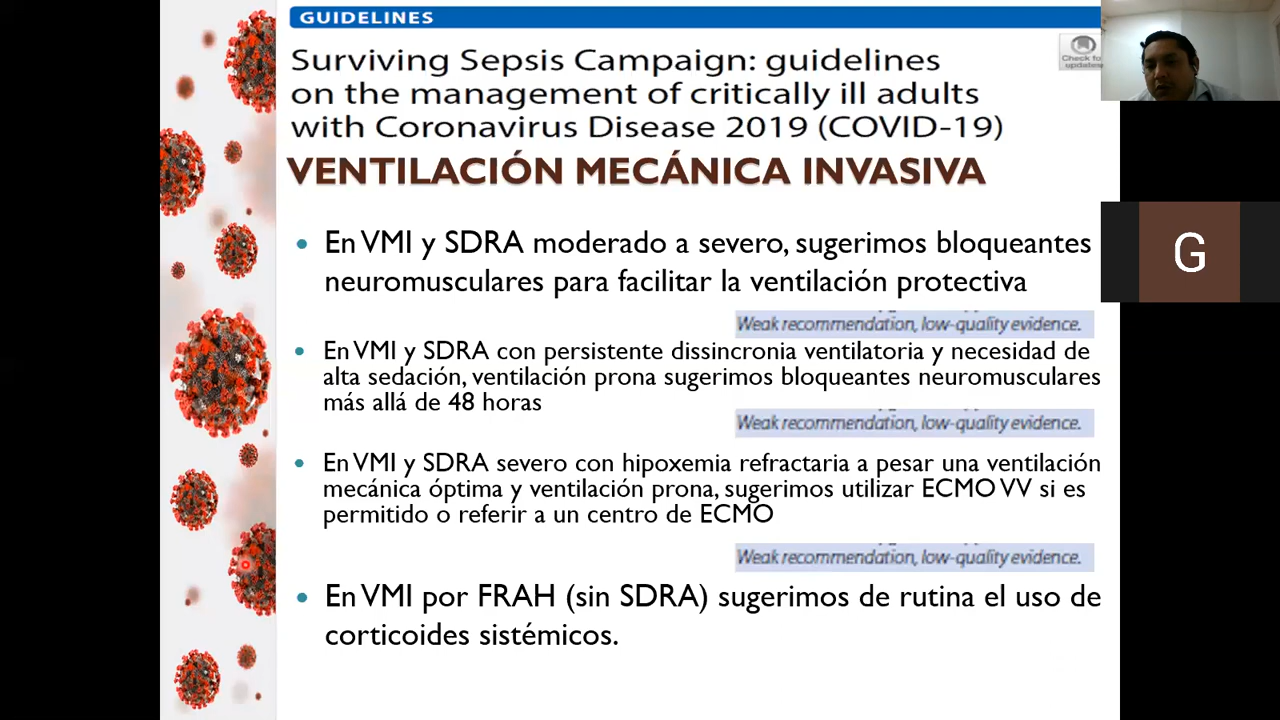 GUIDELINES
Surviving Sepsis Campaign: guidelines
on the management of critically ill adults
with Coronavirus Disease 2019 (COVID-19)
Check for
updates
VENTILACIÓN MECÁNICA INVASIVA
G
• En VMI y SDRA moderado a severo, sugerimos bloqueantes
neuromusculares para facilitar la ventilación protectiva
Weak recommendation, low-quality evidence.
• En VMI y SDRA con persistente dissincronia ventilatoria y necesidad de
alta sedación, ventilación prona sugerimos bloqueantes neuromusculares
más allá de 48 horas
Weak recommendation, low-quality evidence.
• En VMI y SDRA severo con hipoxemia refractaria a pesar una ventilación
mecánica óptima y ventilación prona, sugerimos utilizar ECMO VV si es
permitido o referir a un centro de ECMO
Weak recommendation, low-quality evidence.
• En VMI por FRAH (sin SDRA) sugerimos de rutina el uso de
corticoides sistémicos.